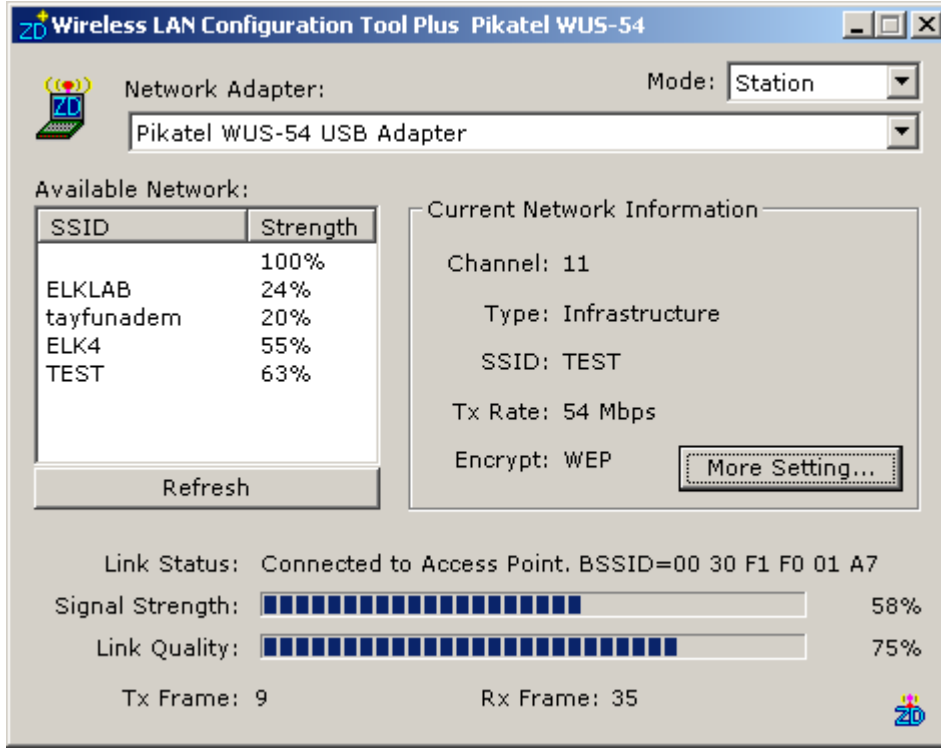 ZD Wireless LAN Configuration Tool Plus Pikatel WUS-54
ZD
Network Adapter:
Mode: Station
Pikatel WUS-54 USB Adapter
Available Network:
SSID Strength
100%
ELKLAB 24%
tayfunadem 20%
ELK4 55%
TEST 63%
Refresh
Current Network Information
Channel: 11
Type: Infrastructure
SSID: TEST
Tx Rate: 54 Mbps
Encrypt: WEP
More Setting...
Link Status: Connected to Access Point. BSSID=00 30 F1 F0 01 A7
Signal Strength: 58%
Link Quality: 75%
Tx Frame: 9 Rx Frame: 35
ZD